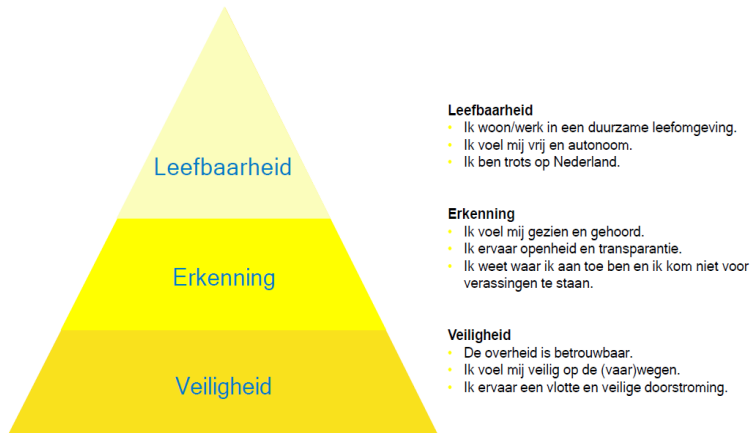 Leefbaarheid
Erkenning
Veiligheid
Leefbaarheid
• Ik woon/werk in een duurzame leefomgeving.
• Ik voel mij vrij en autonoom.
• Ik ben trots op Nederland.
Erkenning
• Ik voel mij gezien en gehoord.
• Ik ervaar openheid en transparantie.
• Ik weet waar ik aan toe ben en ik kom niet voor
verassingen te staan.
Veiligheid
• De overheid is betrouwbaar.
• Ik voel mij veilig op de (vaar)wegen.
• Ik ervaar een vlotte en veilige doorstroming.